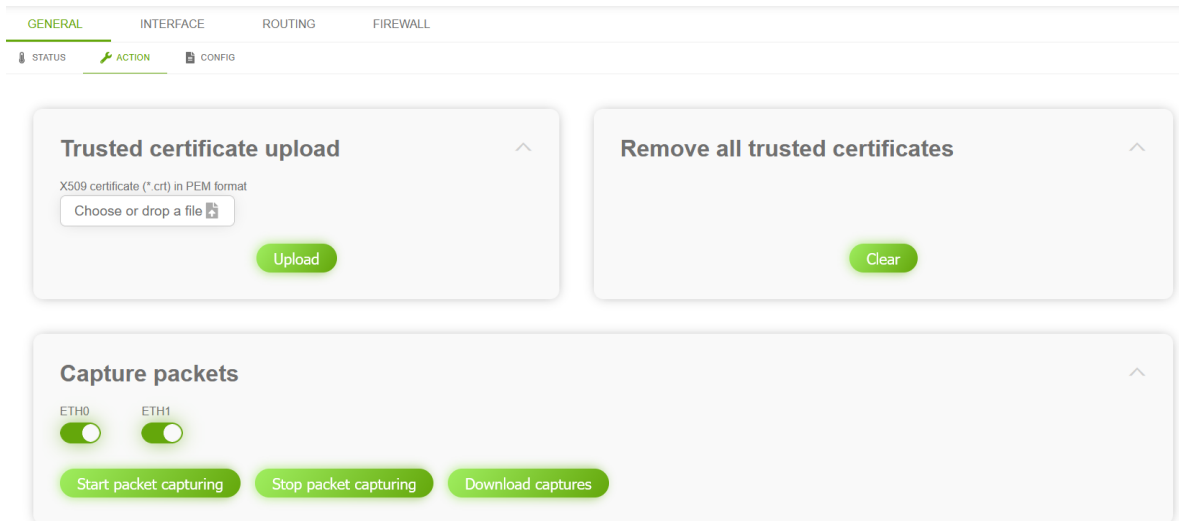 GENERAL INTERFACE ROUTING FIREWALL
STATUS ACTION CONFIG
Trusted certificate upload
X509 certificate (*.crt) in PEM format
Choose or drop a file
Upload
Remove all trusted certificates
Clear
Capture packets
ETH0 ETH1
Start packet capturing Stop packet capturing Download captures